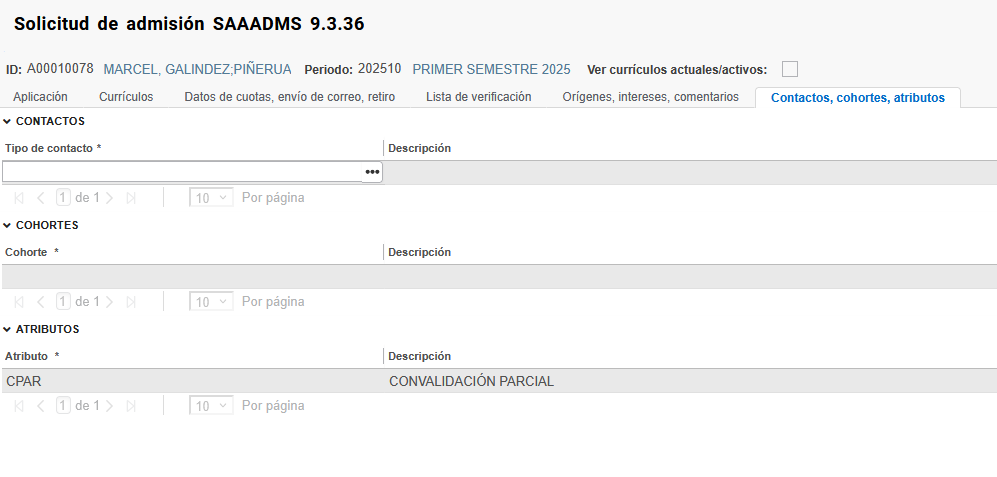 Solicitud de admisión SAAADMS 9.3.36
ID: A00010078 MARCEL, GALINDEZ;PIÑERUA Periodo: 202510 PRIMER SEMESTRE 2025 Ver currículos actuales/activos:
Aplicación Currículos Datos de cuotas, envío de correo, retiro Lista de verificación Orígenes, intereses, comentarios Contactos, cohortes, atributos
CONTACTOS
Tipo de contacto * Descripción
•••
1 de 1 10 Por página
COHORTES
Cohorte * Descripción
1 de 1 10 Por página
ATRIBUTOS
Atributo * Descripción
CPAR CONVALIDACIÓN PARCIAL
1 de 1 10 Por página